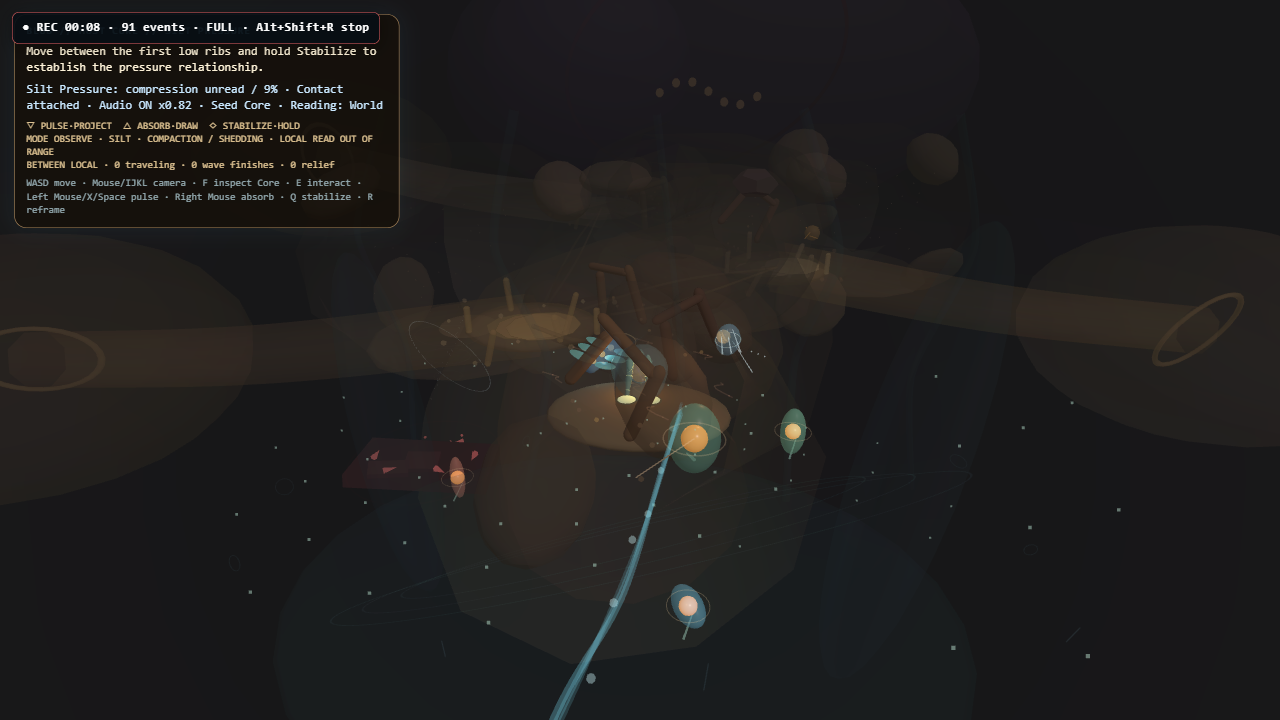 ● REC 00:08 · 91 events · FULL · Alt+Shift+R stop
Move between the first low ribs and hold Stabilize to
establish the pressure relationship.
Silt Pressure: compression unread / 9% · Contact
attached · Audio ON x0.82 · Seed Core · Reading: World
▽ PULSE·PROJECT △ ABSORB·DRAW ◇ STABILIZE·HOLD
MODE OBSERVE · SILT · COMPACTION / SHEDDING · LOCAL READ OUT OF
RANGE
BETWEEN LOCAL · 0 traveling · 0 wave finishes · 0 relief
WASD move · Mouse/IJKL camera · F inspect Core · E interact ·
Left Mouse/X/Space pulse · Right Mouse absorb · Q stabilize · R
reframe